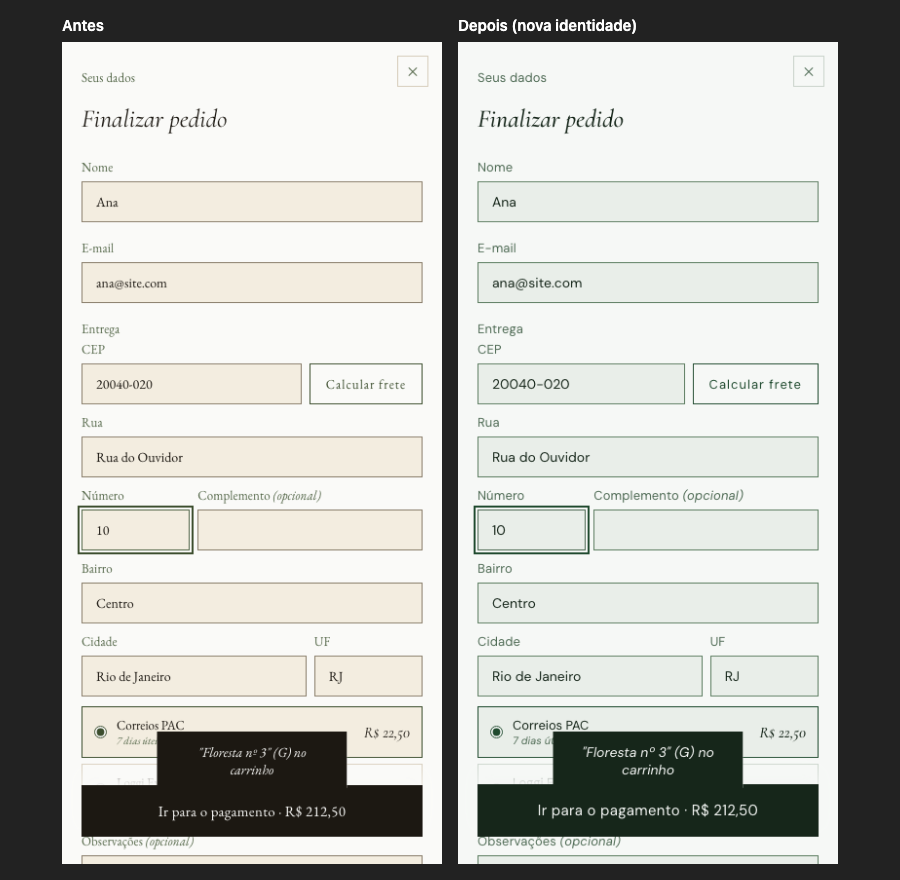 Antes
Seus dados
×
Finalizar pedido
Nome
Ana
E-mail
ana@site.com
Entrega
CEP
20040-020
Calcular frete
Rua
Rua do Ouvidor
Número
Complemento (opcional)
10
Bairro
Centro
Cidade
UF
Rio de Janeiro
RJ
Correios PAC
7 dias
R$ 22,50
"Floresta nº 3" (G) no
carrinho
Ir para o pagamento · R$ 212,50
Observações (opcional)
Depois (nova identidade)
Seus dados
×
Finalizar pedido
Nome
Ana
E-mail
ana@site.com
Entrega
CEP
20040-020
Calcular frete
Rua
Rua do Ouvidor
Número
Complemento (opcional)
10
Bairro
Centro
Cidade
UF
Rio de Janeiro
RJ
Correios PAC
7 dias
R$ 22,50
"Floresta nº 3" (G) no
carrinho
Ir para o pagamento · R$ 212,50
Observações (opcional)